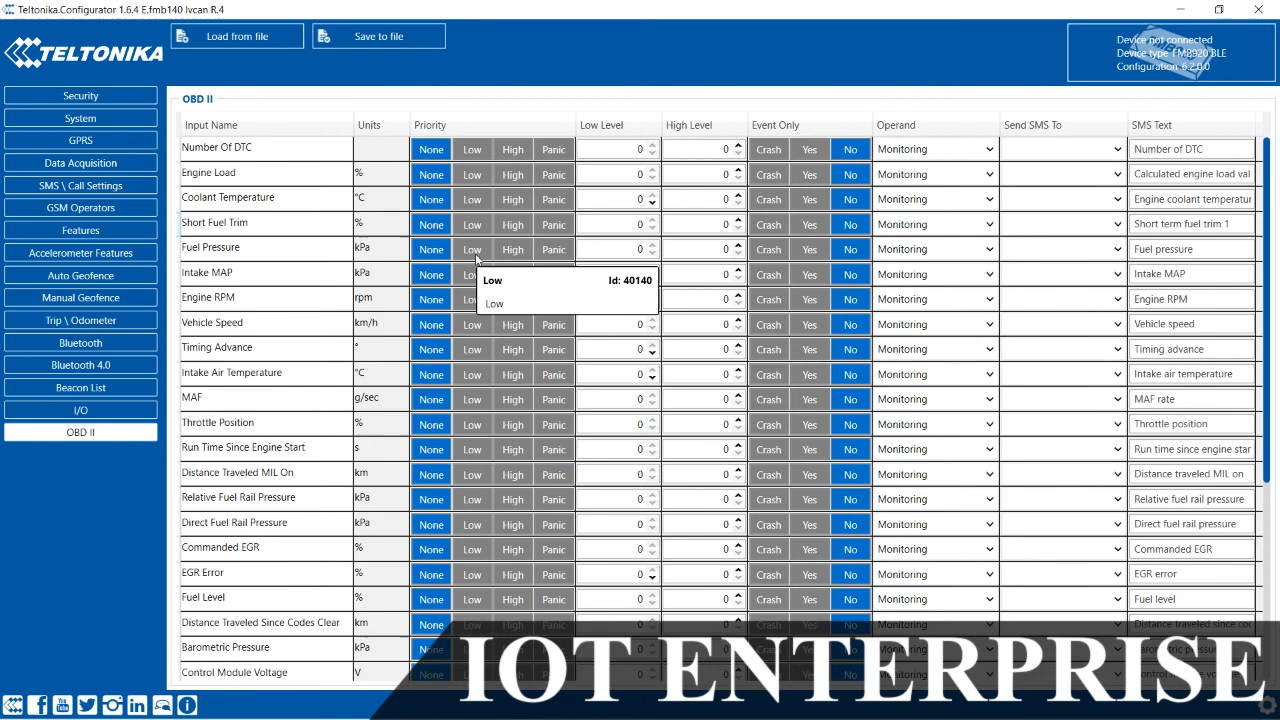 Teltonika.Configurator 1.6.4 E.fmb140 lvcan R.4
TELTONIKA
Load from file
Save to file
Device not connected
Device type FMB920 BLE
Configuration 6.2.0.0
Security
System
GPRS
Data Acquisition
SMS \ Call Settings
GSM Operators
Features
Accelerometer Features
Auto Geofence
Manual Geofence
Trip \ Odometer
Bluetooth
Bluetooth 4.0
Beacon List
I/O
OBD II
OBD II
Input Name Units Priority Low Level High Level Event Only Operand Send SMS To SMS Text
Number Of DTC None Low High Panic 0 0 Crash Yes No Monitoring Number of DTC
Engine Load % None Low High Panic 0 0 Crash Yes No Monitoring Calculated engine load val
Coolant Temperature °C None Low High Panic 0 0 Crash Yes No Monitoring Engine coolant temperatur
Short Fuel Trim % None Low High Panic 0 0 Crash Yes No Monitoring Short term fuel trim 1
Fuel Pressure kPa None Low High Panic 0 0 Crash Yes No Monitoring Fuel pressure
Intake MAP kPa None Lo 0 Crash Yes No Monitoring Intake MAP
Low Id: 40140
Low
Engine RPM rpm None Lo 0 Crash Yes No Monitoring Engine RPM
Vehicle Speed km/h None Low High Panic 0 0 Crash Yes No Monitoring Vehicle speed
Timing Advance ° None Low High Panic 0 0 Crash Yes No Monitoring Timing advance
Intake Air Temperature °C None Low High Panic 0 0 Crash Yes No Monitoring Intake air temperature
MAF g/sec None Low High Panic 0 0 Crash Yes No Monitoring MAF rate
Throttle Position % None Low High Panic 0 0 Crash Yes No Monitoring Throttle position
Run Time Since Engine Start s None Low High Panic 0 0 Crash Yes No Monitoring Run time since engine star
Distance Traveled MIL On km None Low High Panic 0 0 Crash Yes No Monitoring Distance traveled MIL on
Relative Fuel Rail Pressure kPa None Low High Panic 0 0 Crash Yes No Monitoring Relative fuel rail pressure
Direct Fuel Rail Pressure kPa None Low High Panic 0 0 Crash Yes No Monitoring Direct fuel rail pressure
Commanded EGR % None Low High Panic 0 0 Crash Yes No Monitoring Commanded EGR
EGR Error % None Low High Panic 0 0 Crash Yes No Monitoring EGR error
Fuel Level % None Low High Panic 0 0 Crash Yes No Monitoring Fuel level
Distance Traveled Since Codes Clear km None Low High Panic 0 0 Crash Yes No Monitoring Distance traveled since co
Barometric Pressure kPa None
Control Module Voltage V
IOT ENTERPRISE